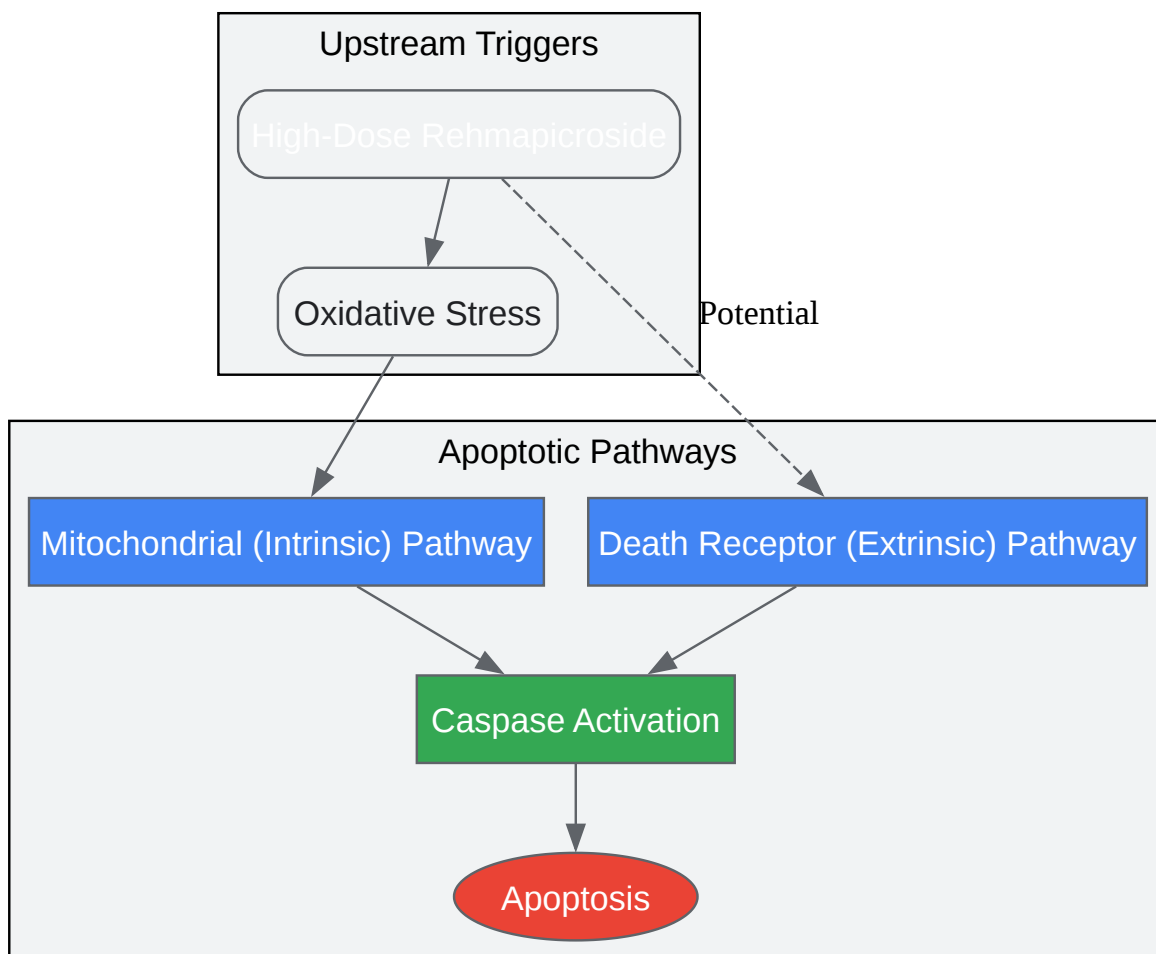 Upstream Triggers
High-Dose Rehmapicroside
Oxidative Stress
Potential
Apoptotic Pathways
Mitochondrial (Intrinsic) Pathway
Death Receptor (Extrinsic) Pathway
Caspase Activation
Apoptosis